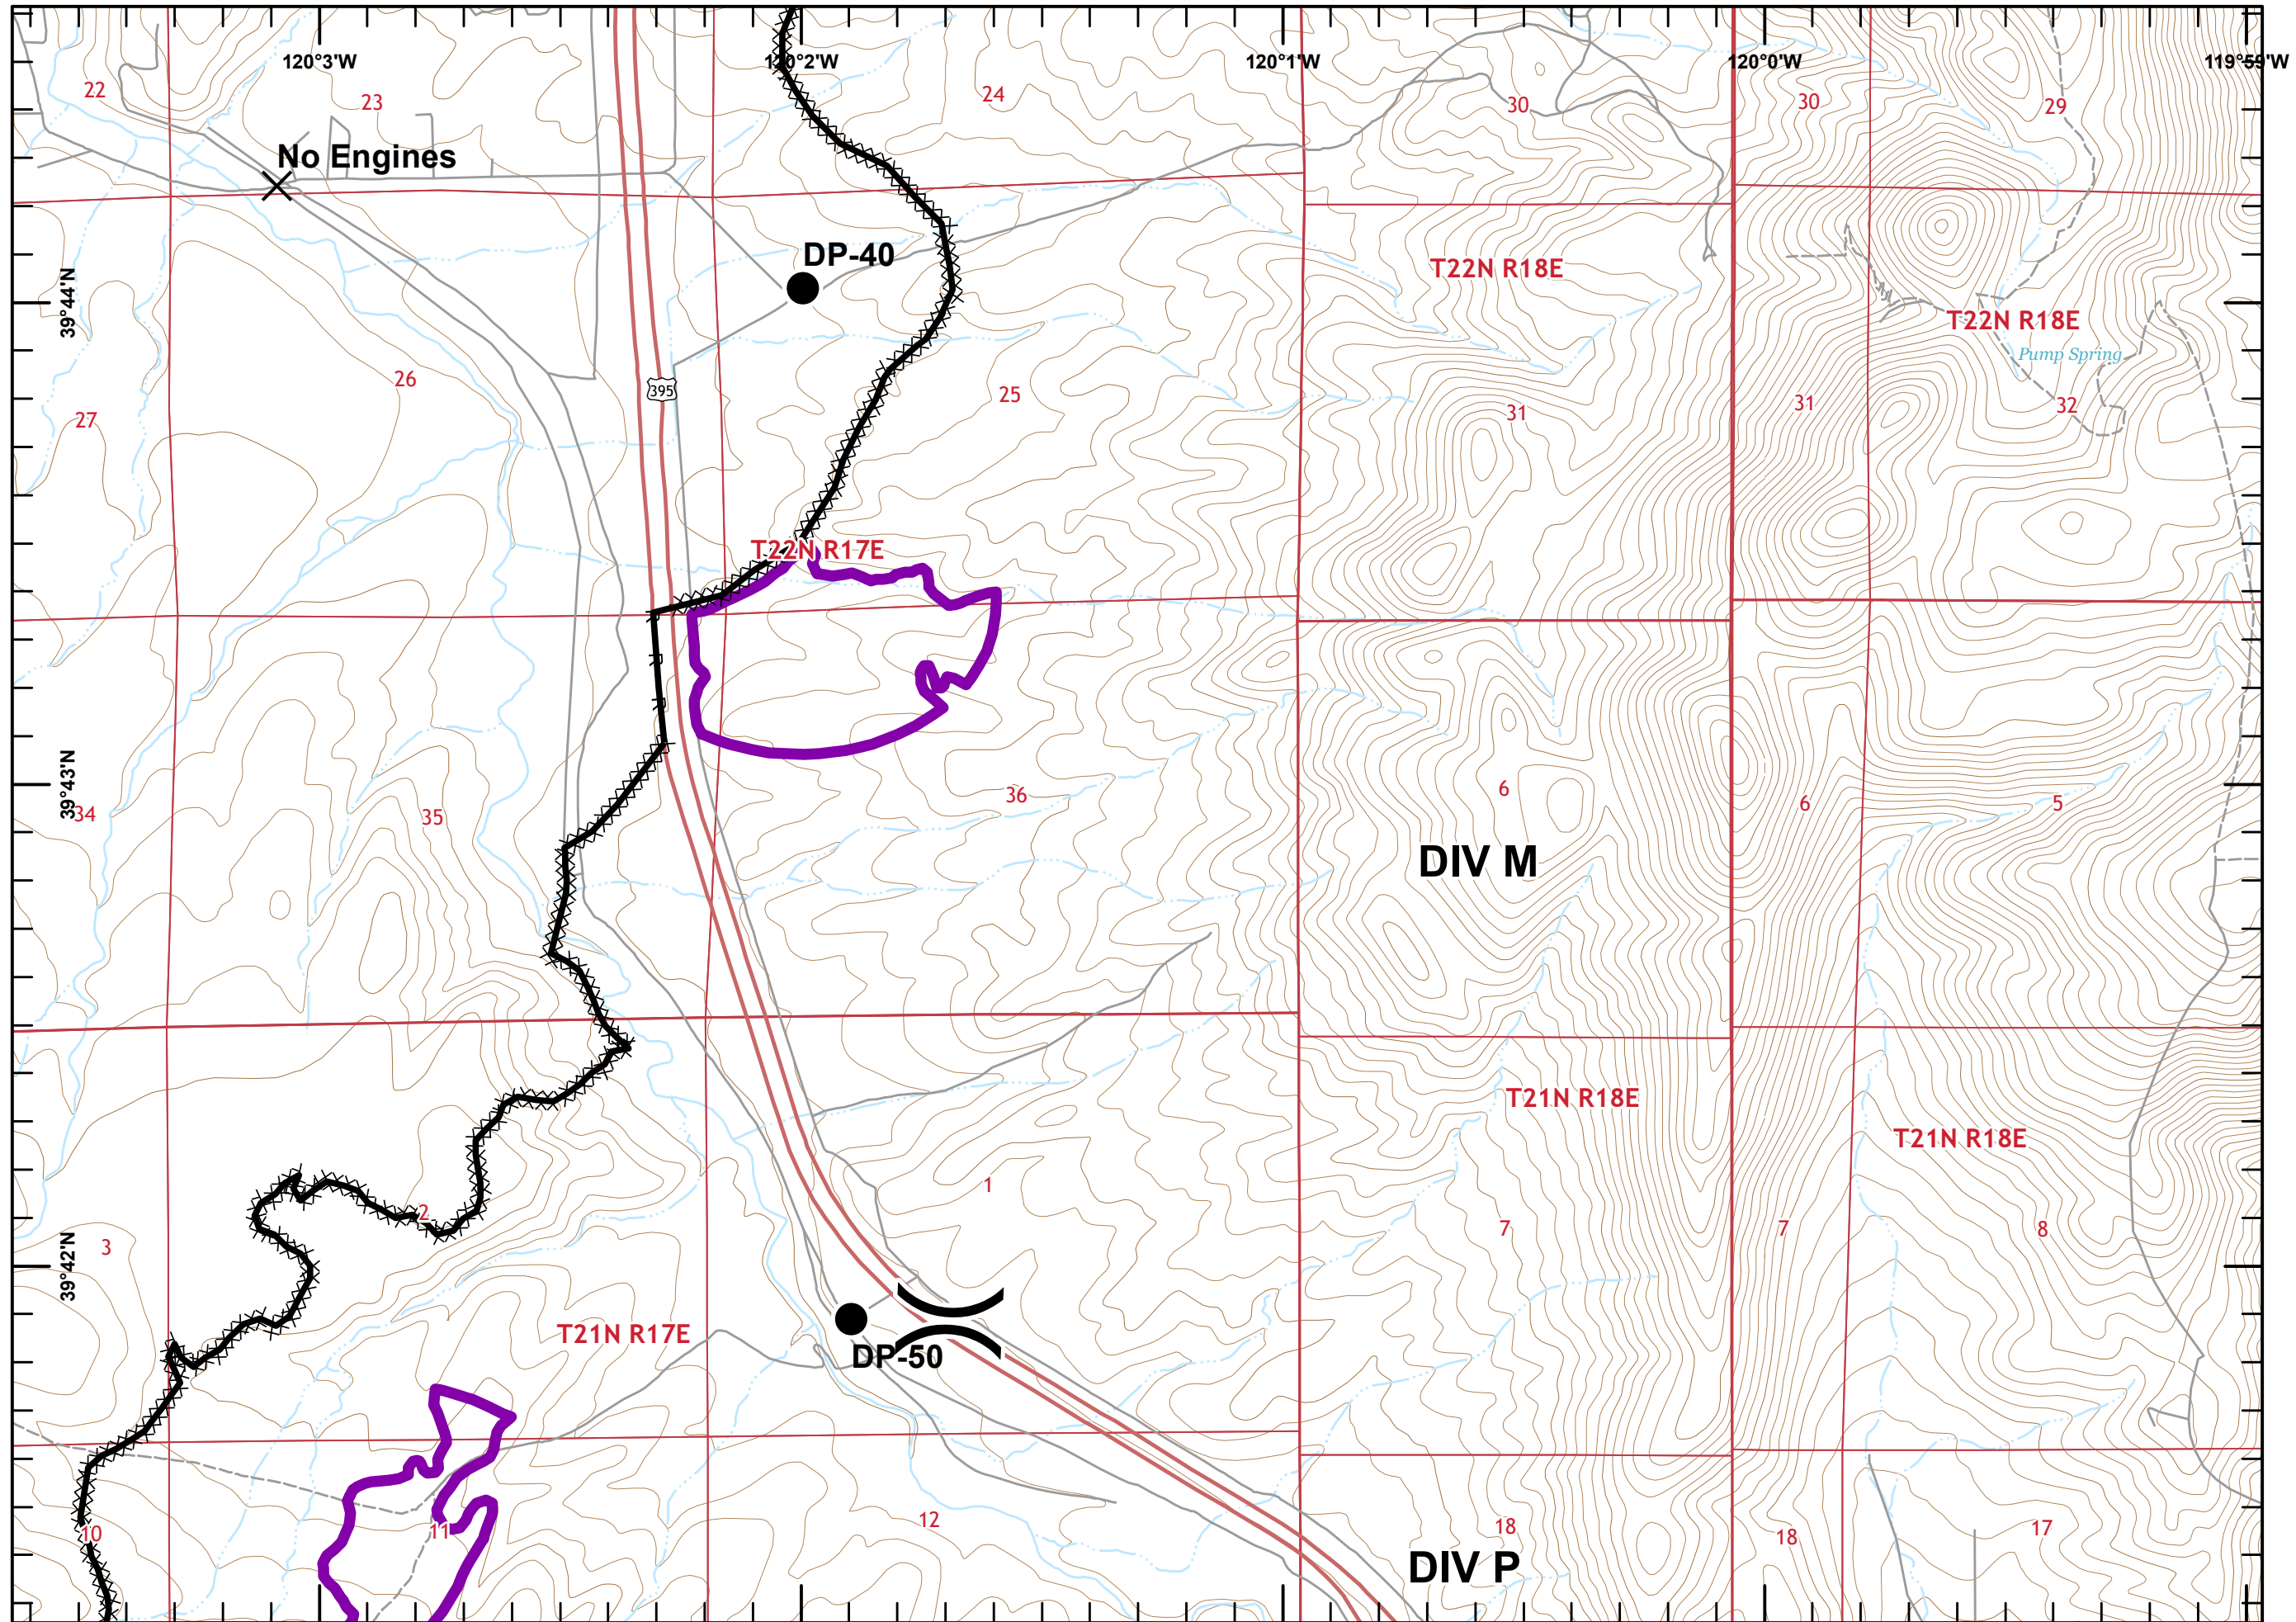 120°3'W
120°2'W
120°1'W
120°0'W
119°59'W
22
23
24
30
30
29
No Engines
DP-40
39°44'N
T22N R18E
T22N R18E
Pump Spring
26
395
25
27
31
31
32
T22N R17E
R
R
R
39°43'N
34
35
36
6
6
5
DIV M
T21N R18E
T21N R18E
1
2
3
7
7
8
39°42'N
T21N R17E
DP-50
10
11
12
18
18
17
DIV P